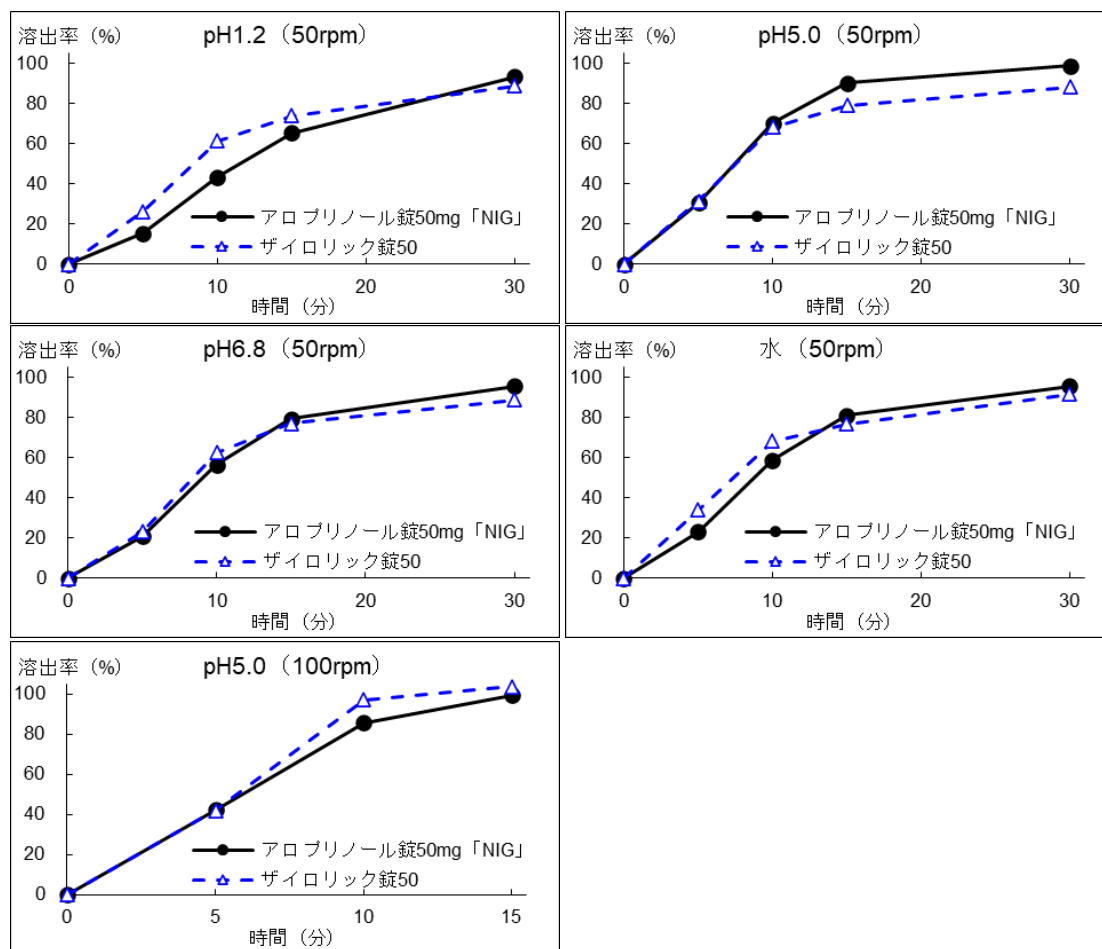 溶出率（%） pH1.2（50rpm）
100
80
60
40
20
0
アロプリノール錠50mg「NIG」
ザイロリック錠50
0 10 20 30
時間（分）
溶出率（%） pH5.0（50rpm）
100
80
60
40
20
0
アロプリノール錠50mg「NIG」
ザイロリック錠50
0 10 20 30
時間（分）
溶出率（%） pH6.8（50rpm）
100
80
60
40
20
0
アロプリノール錠50mg「NIG」
ザイロリック錠50
0 10 20 30
時間（分）
溶出率（%） 水（50rpm）
100
80
60
40
20
0
アロプリノール錠50mg「NIG」
ザイロリック錠50
0 10 20 30
時間（分）
溶出率（%） pH5.0（100rpm）
100
80
60
40
20
0
アロプリノール錠50mg「NIG」
ザイロリック錠50
0 5 10 15
時間（分）